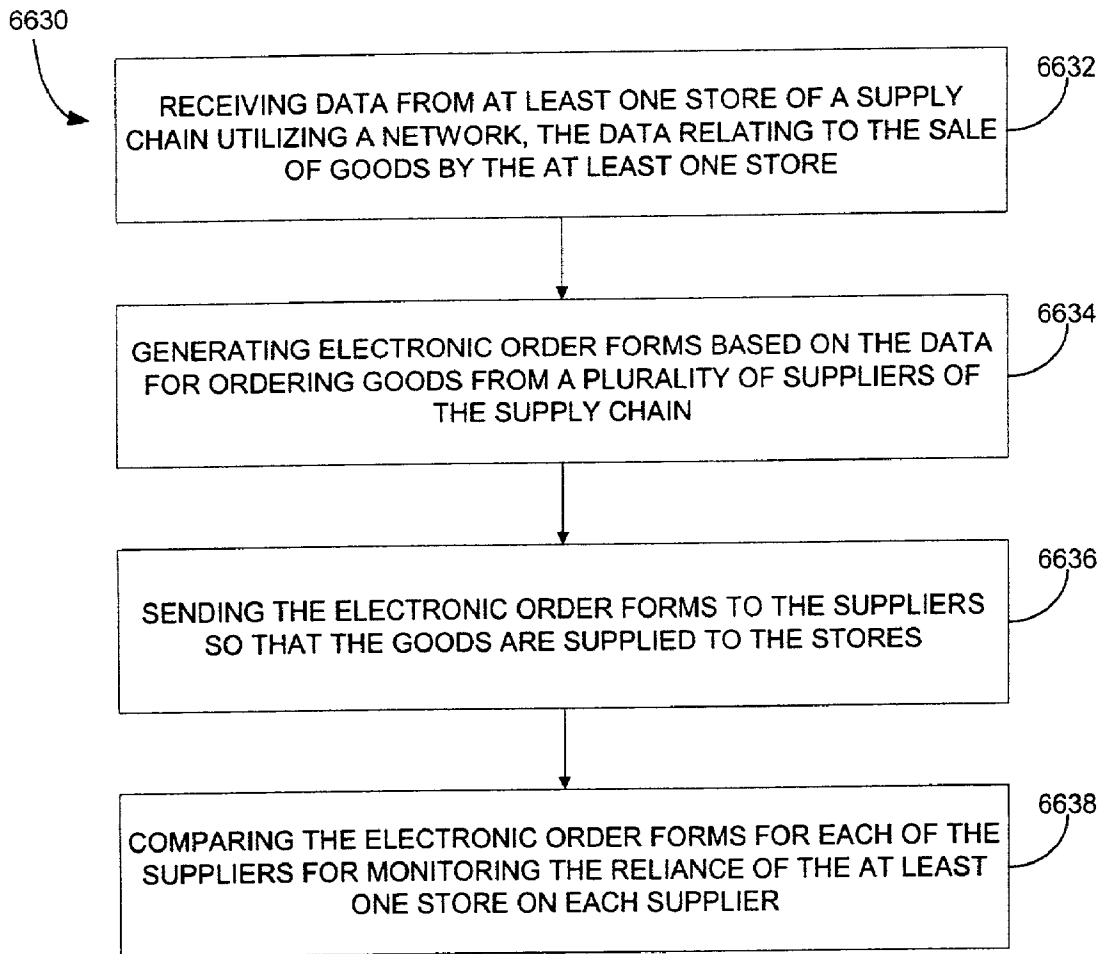 6630
6632
RECEIVING DATA FROM AT LEAST ONE STORE OF A SUPPLY
CHAIN UTILIZING A NETWORK, THE DATA RELATING TO THE SALE
OF GOODS BY THE AT LEAST ONE STORE
6634
GENERATING ELECTRONIC ORDER FORMS BASED ON THE DATA
FOR ORDERING GOODS FROM A PLURALITY OF SUPPLIERS OF
THE SUPPLY CHAIN
6636
SENDING THE ELECTRONIC ORDER FORMS TO THE SUPPLIERS
SO THAT THE GOODS ARE SUPPLIED TO THE STORES
6638
COMPARING THE ELECTRONIC ORDER FORMS FOR EACH OF THE
SUPPLIERS FOR MONITORING THE RELIANCE OF THE AT LEAST
ONE STORE ON EACH SUPPLIER